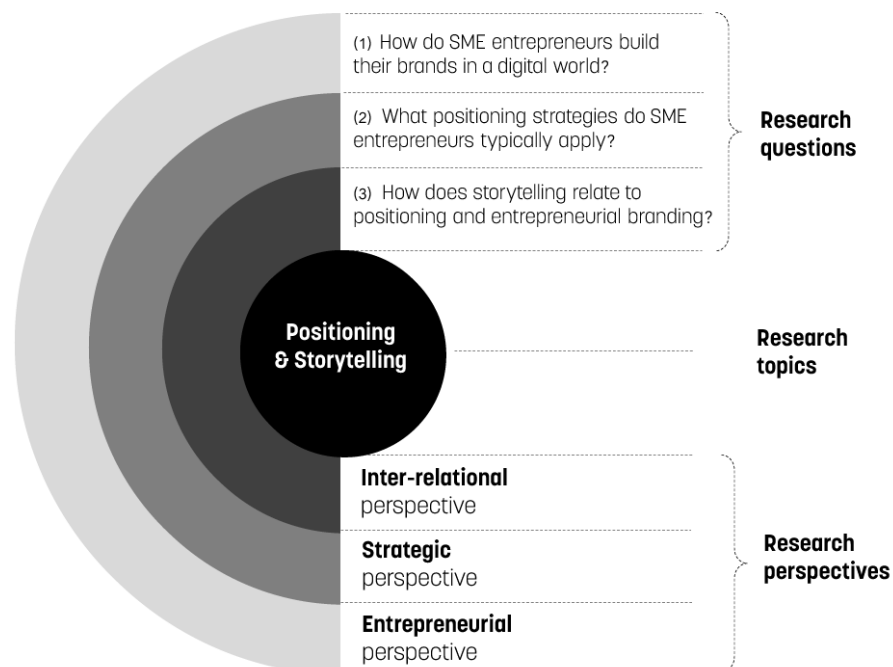 (1) How do SME entrepreneurs build
their brands in a digital world?
(2) What positioning strategies do SME
entrepreneurs typically apply?
(3) How does storytelling relate to
positioning and entrepreneurial branding?
Research
questions
Positioning
& Storytelling
Research
topics
Inter-relational
perspective
Strategic
perspective
Entrepreneurial
perspective
Research
perspectives